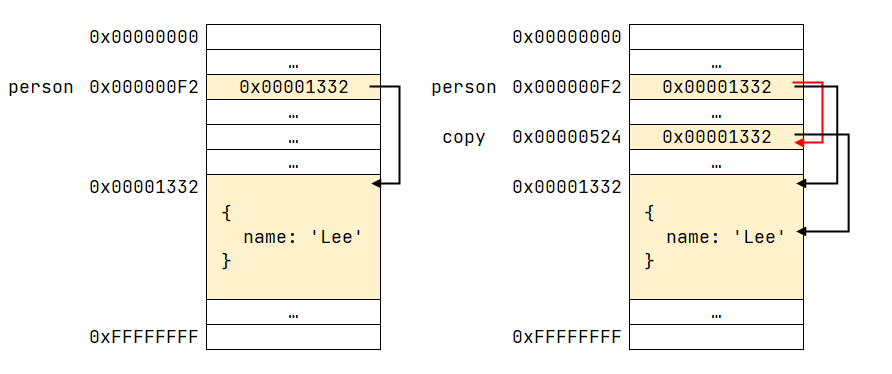 0x00000000
…
person 0x000000F2 0x00001332
…
…
…
0x00001332
{
name: 'Lee'
}
…
0xFFFFFFFF
0x00000000
…
person 0x000000F2 0x00001332
…
copy 0x00000524 0x00001332
…
0x00001332
{
name: 'Lee'
}
…
0xFFFFFFFF